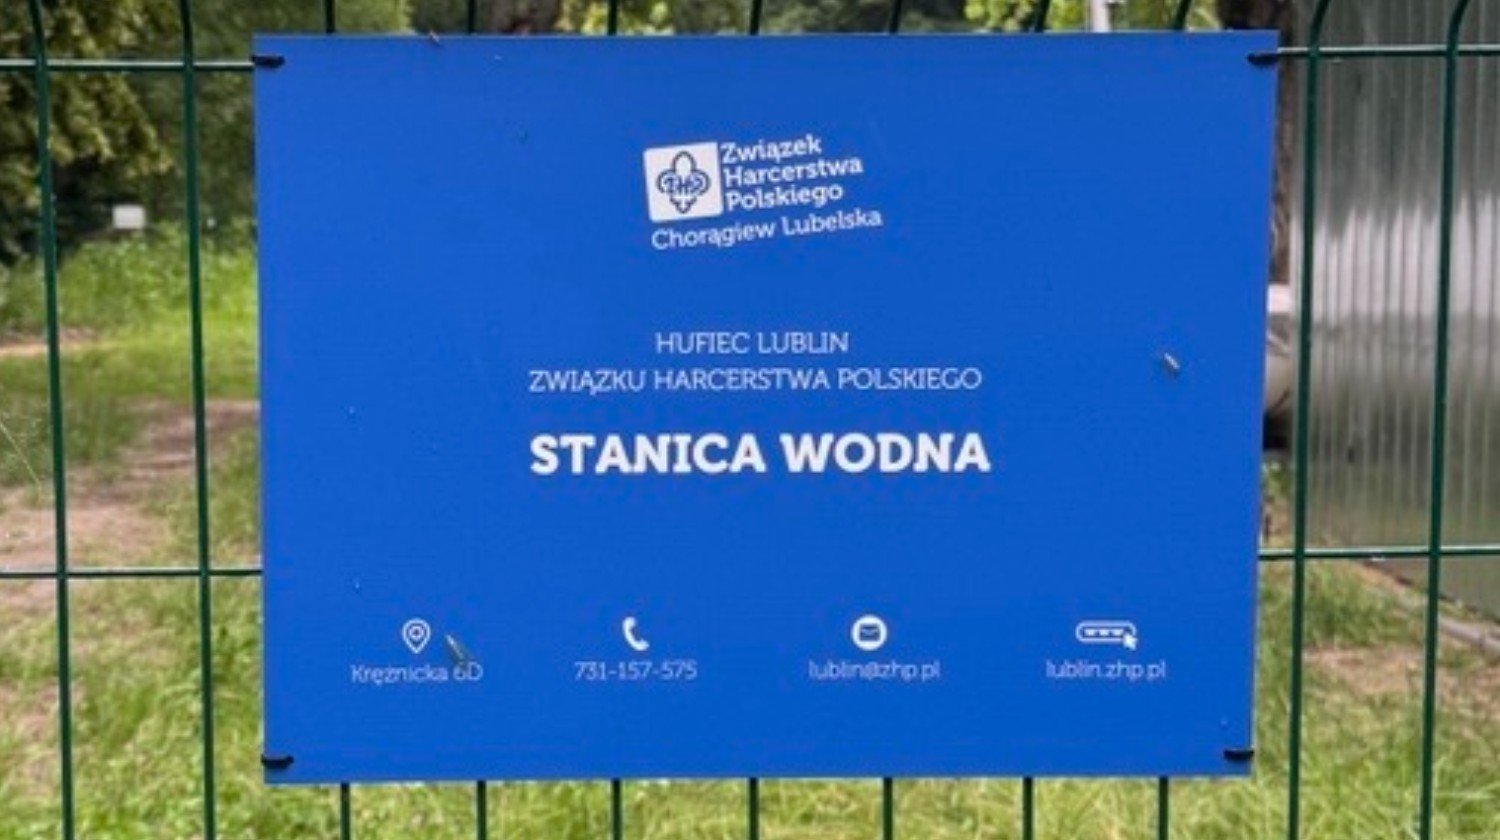 Związek
Harcerstwa
Polskiego
Chorągiew Lubelska
HUFIEC LUBLIN
ZWIĄZKU HARCERSTWA POLSKIEGO
STANICA WODNA
Krężnicka 6D
731-157-575
lublin@zhp.pl
lublin.zhp.pl